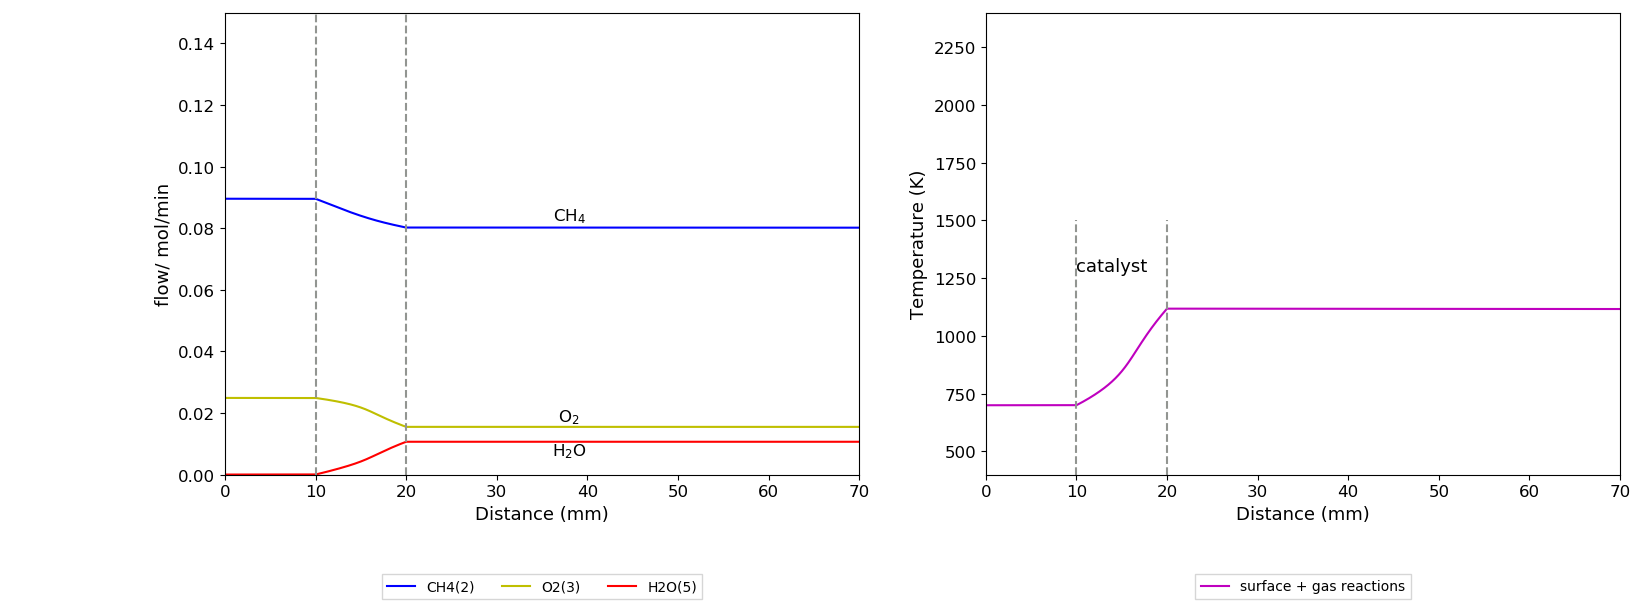 0.14
0.12
0.10
0.08
0.06
0.04
0.02
0.00
flow/ mol/min
CH₄
O₂
H₂O
0 10 20 30 40 50 60 70
Distance (mm)
CH4(2) O2(3) H2O(5)
2250
2000
1750
1500
1250
1000
750
500
Temperature (K)
catalyst
0 10 20 30 40 50 60 70
Distance (mm)
surface + gas reactions